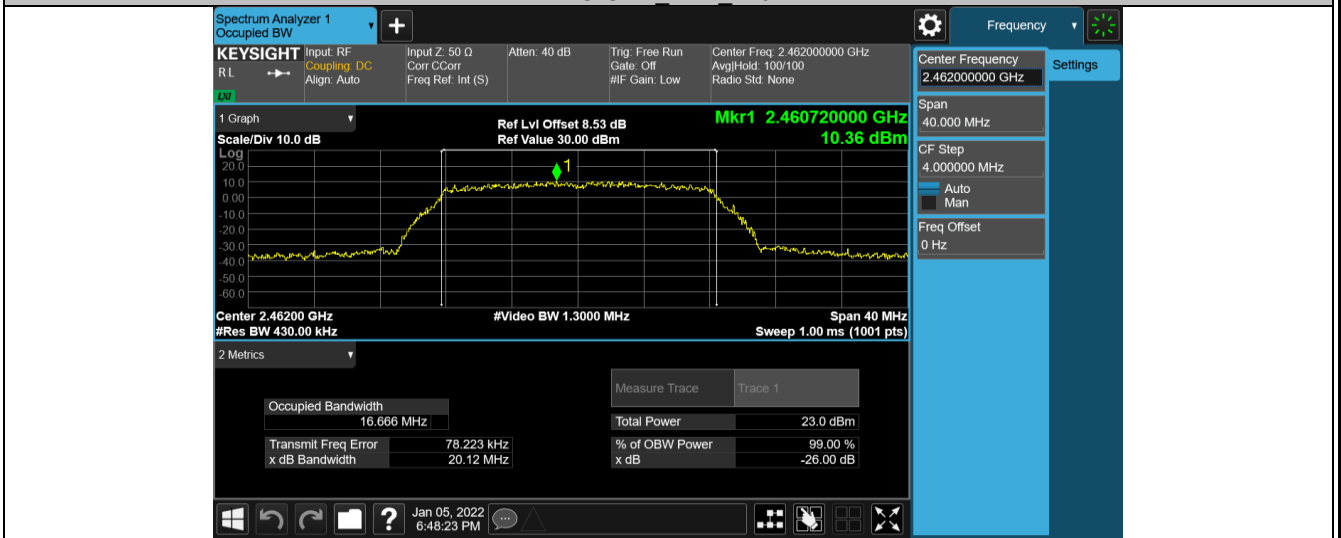 Spectrum Analyzer 1
Occupied BW
+
Frequency
KEYSIGHT
RL
LXI
Input: RF
Coupling: DC
Align: Auto
Input Z: 50 Ω
Corr CCorr
Freq Ref: Int (S)
Atten: 40 dB
Trig: Free Run
Gate: Off
#IF Gain: Low
Center Freq: 2.462000000 GHz
Avg|Hold: 100/100
Radio Std: None
Center Frequency
2.462000000 GHz
Settings
Span
40.000 MHz
CF Step
4.000000 MHz
Auto
Man
Freq Offset
0 Hz
1 Graph
Scale/Div 10.0 dB
Ref Lvl Offset 8.53 dB
Ref Value 30.00 dBm
Mkr1 2.460720000 GHz
10.36 dBm
Log
20.0
10.0
0.00
-10.0
-20.0
-30.0
-40.0
-50.0
-60.0
1
Center 2.46200 GHz
#Res BW 430.00 kHz
#Video BW 1.3000 MHz
Span 40 MHz
Sweep 1.00 ms (1001 pts)
2 Metrics
Measure Trace Trace 1
Occupied Bandwidth
16.666 MHz
Total Power 23.0 dBm
Transmit Freq Error 78.223 kHz
x dB Bandwidth 20.12 MHz
% of OBW Power 99.00 %
x dB -26.00 dB
?
Jan 05, 2022
6:48:23 PM